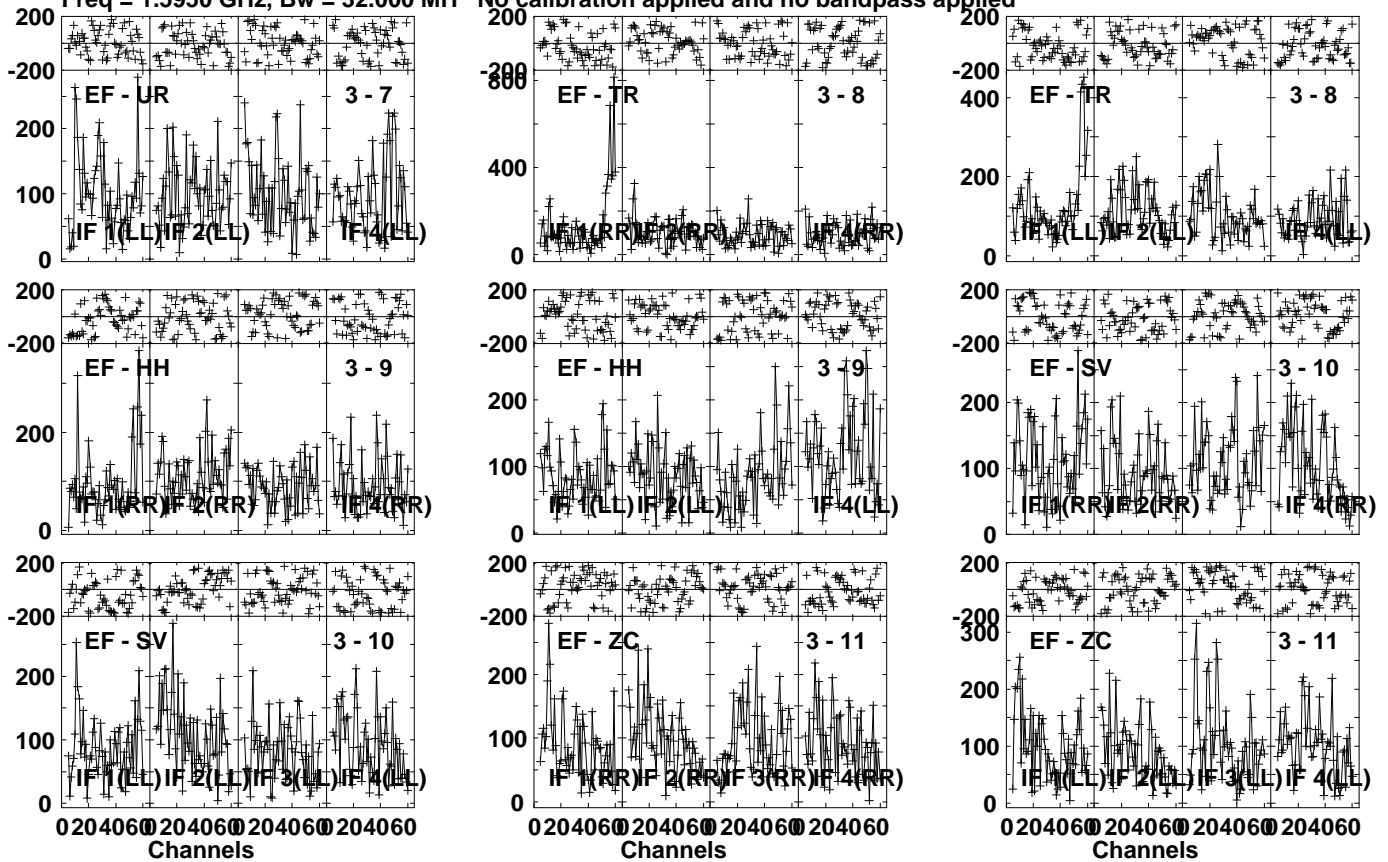 Freq = 1.5950 GHz, Bw = 32.000 MH No calibration applied and no bandpass applied
200 200 200
-200 -200 -200
EF - UR 3 - 7 800 EF - TR 3 - 8 EF - TR 3 - 8
200 400
100 400 200
0 0 0
IF 1(LL) IF 2(LL) IF 4(LL) IF 1(RR) IF 2(RR) IF 4(RR) IF 1(LL) IF 2(LL) IF 4(LL)
200 200 200
-200 -200 -200
EF - HH 3 - 9 EF - HH 3 - 9 EF - SV 3 - 10
200 200 200
100 100
0 0 0
IF 1(RR) IF 2(RR) IF 4(RR) IF 1(LL) IF 2(LL) IF 4(LL) IF 1(RR) IF 2(RR) IF 4(RR)
200 200 200
-200 -200 -200
EF - SV 3 - 10 EF - ZC 3 - 11 300 EF - ZC 3 - 11
200 200 200
100 100 100
0 0 0
IF 1(LL) IF 2(LL) IF 3(LL) IF 4(LL) IF 1(RR) IF 2(RR) IF 3(RR) IF 4(RR) IF 1(LL) IF 2(LL) IF 3(LL) IF 4(LL)
0 20 40 60 0 20 40 60 0 20 40 60 0 20 40 60 0 20 40 60 0 20 40 60 0 20 40 60 0 20 40 60 0 20 40 60 0 20 40 60 0 20 40 60 0 20 40 60
Channels Channels Channels